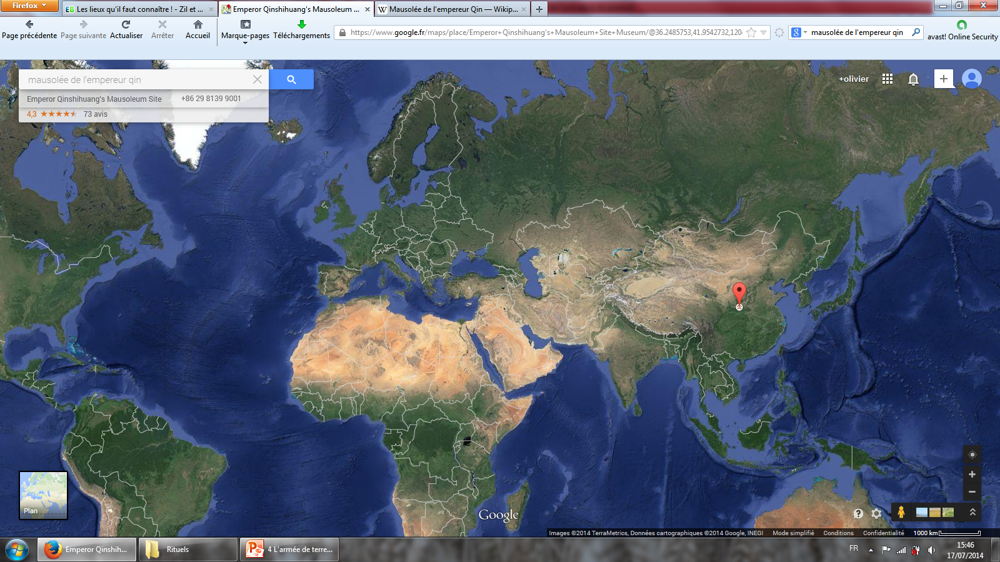 Firefox
Les lieux qu'il faut connaître ! - Zil et ...
Emperor Qinshihuang's Mausoleum ...
Mausolée de l'empereur Qin — Wikip...
Page précédente
Page suivante
Actualiser
Arrêter
Accueil
Marque-pages
Téléchargements
https://www.google.fr/maps/place/Emperor+Qinshihuang's+Mausoleum+Site+Museum/@36.2485753,41.9542732,120
mausolée de l'empereur qin
avast! Online Security
mausolée de l'empereur qin
Emperor Qinshihuang's Mausoleum Site +86 29 8139 9001
4,3 73 avis
+olivier
Plan
Google
Images ©2014 TerraMetrics, Données cartographiques ©2014 Google, INEGI Mode simplifié Conditions Confidentialité 1000 km
Emperor Qinshih...
Rituels
4 L'armée de terre...
FR
15:46
17/07/2014